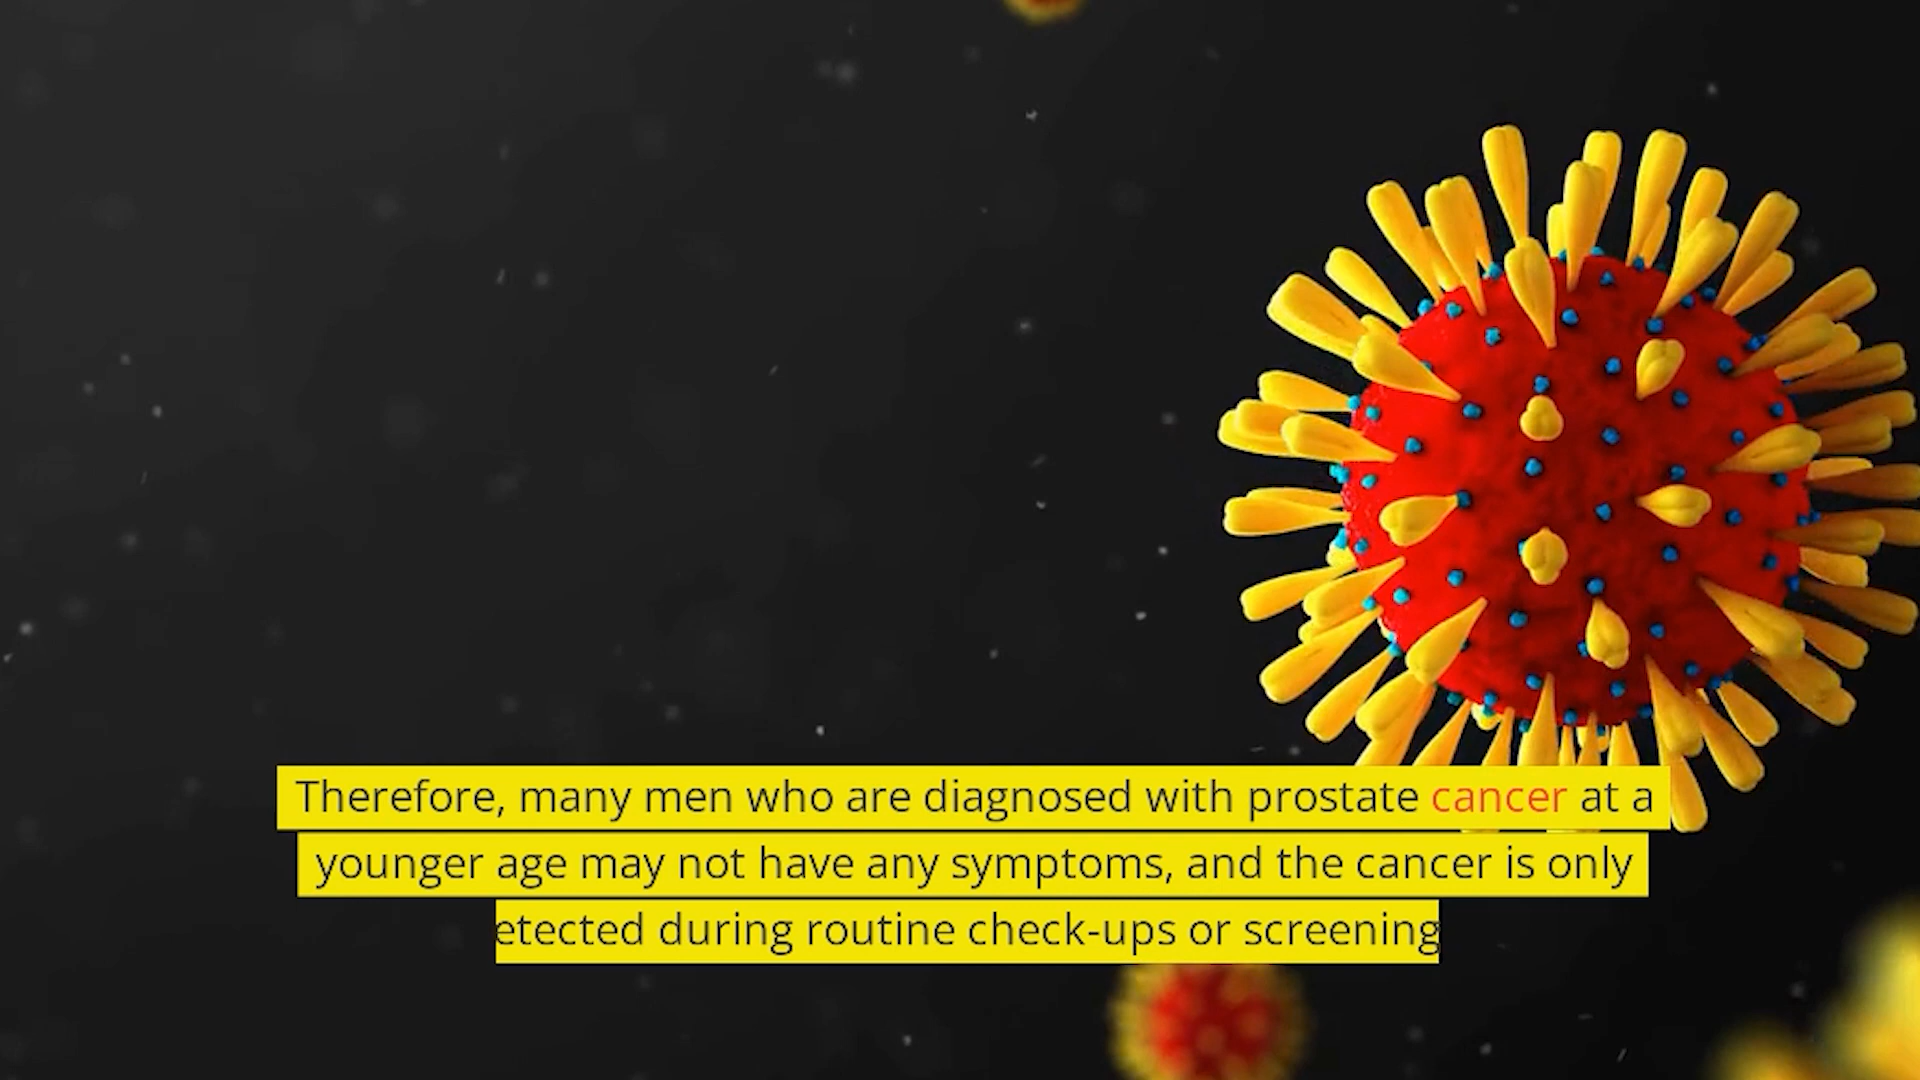 Therefore, many men who are diagnosed with prostate cancer at a
younger age may not have any symptoms, and the cancer is only
etected during routine check-ups or screening